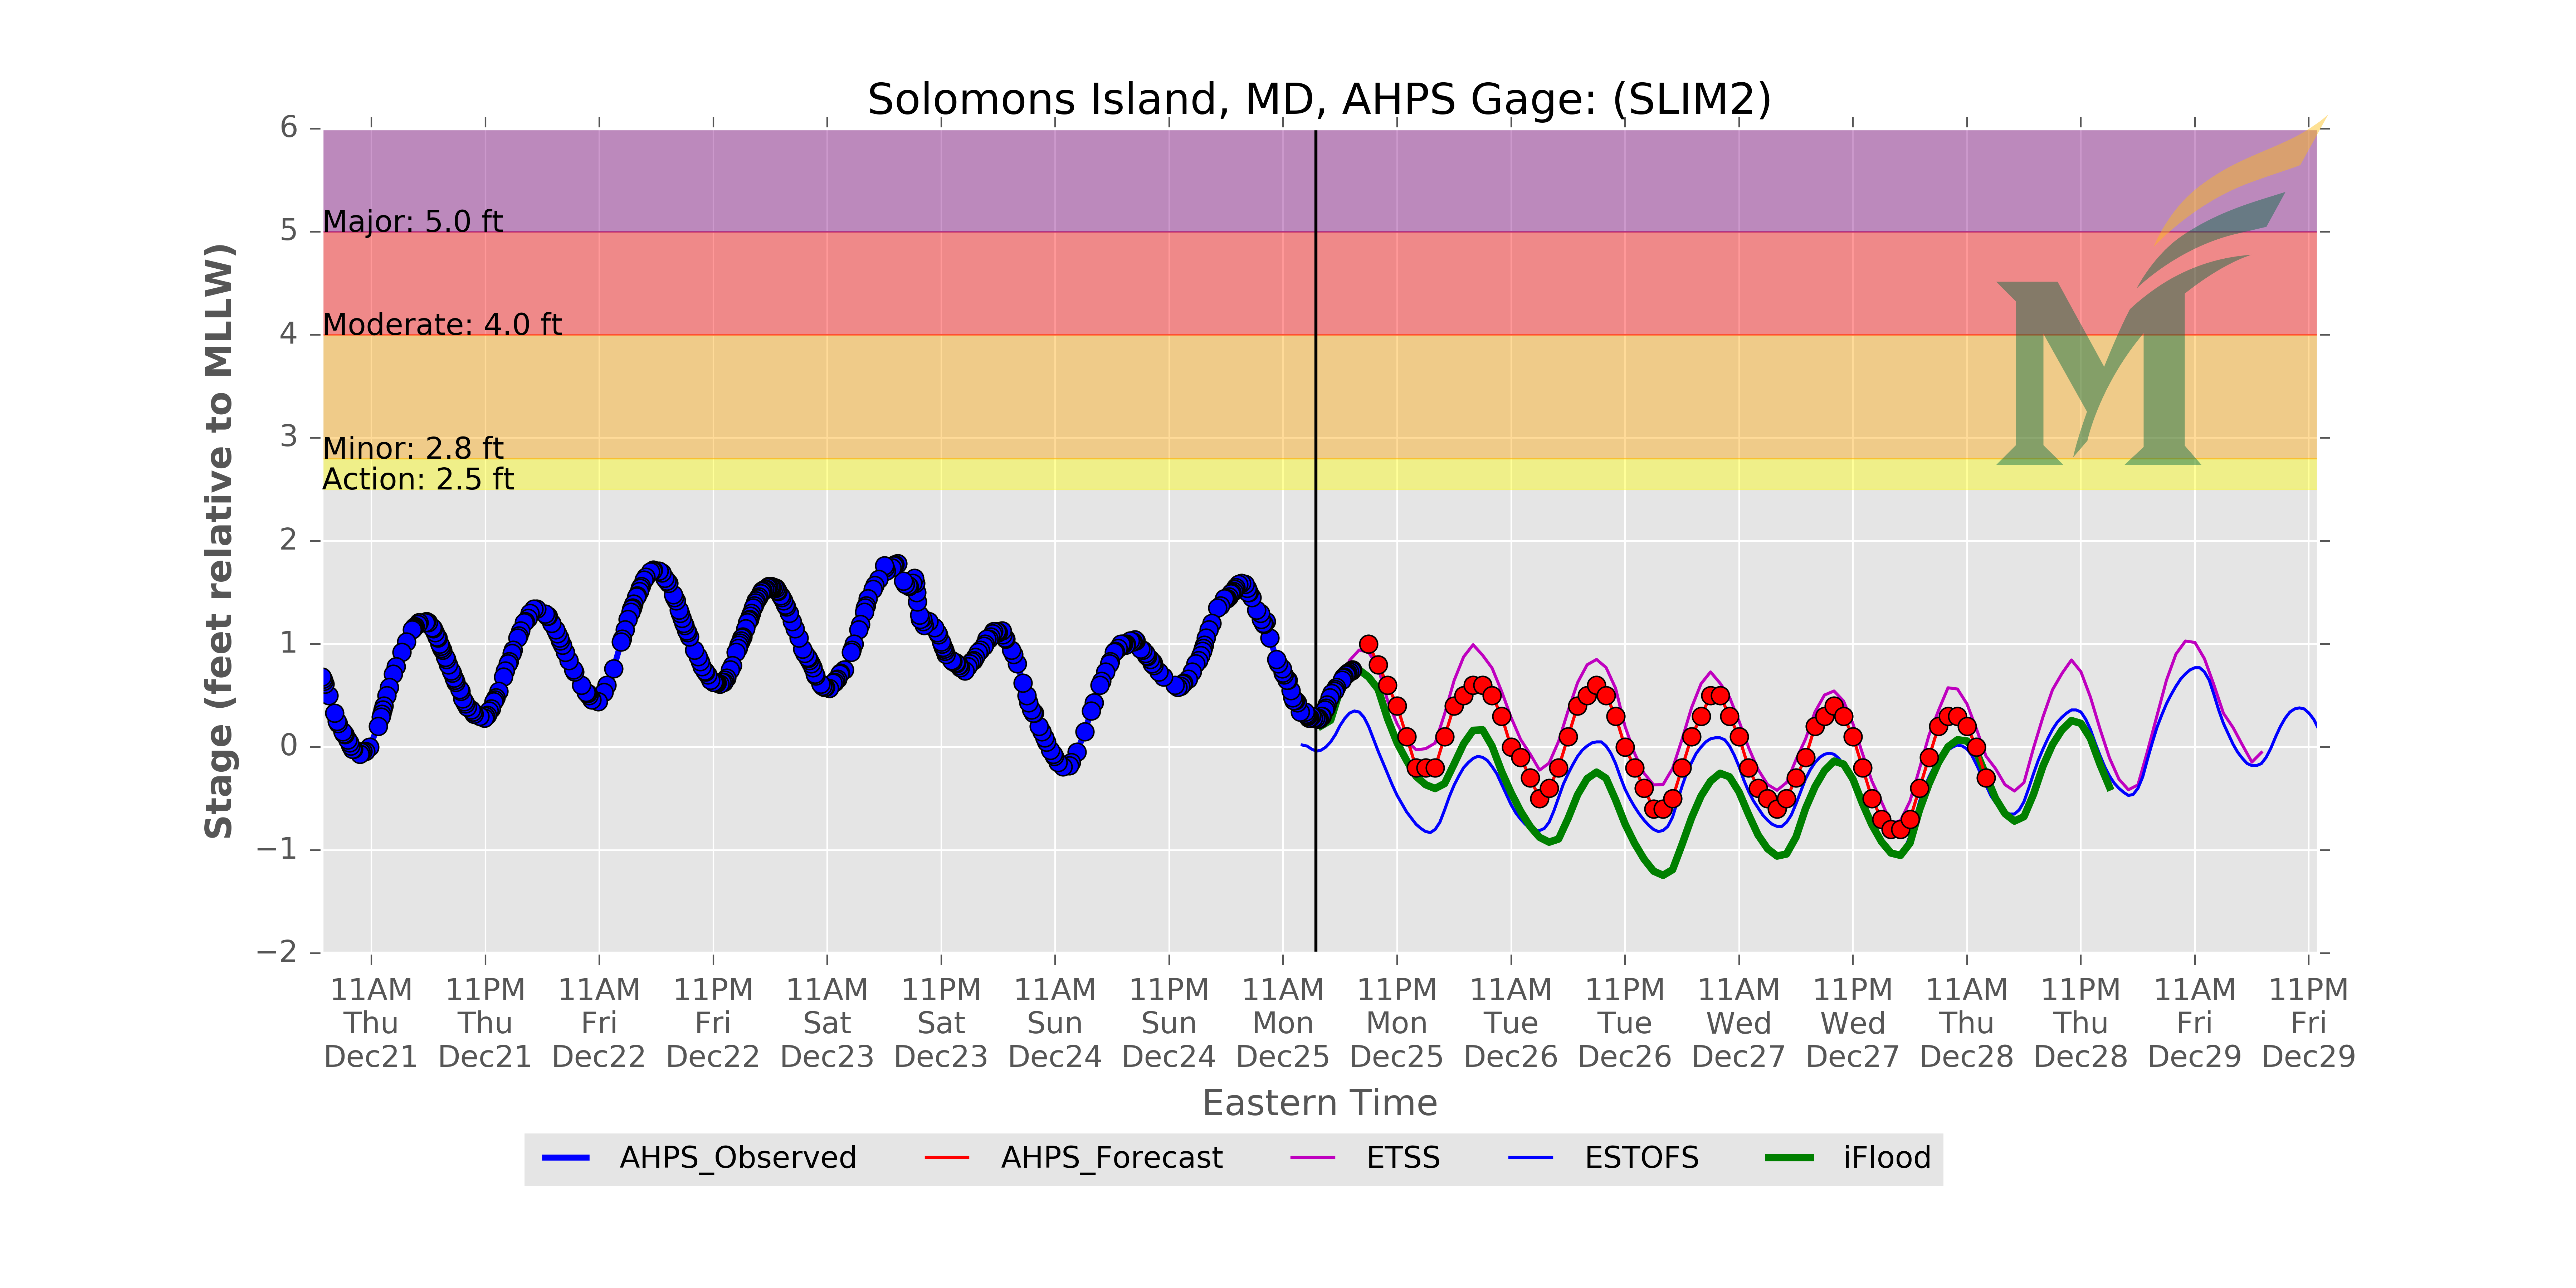 Solomons Island, MD, AHPS Gage: (SLIM2)
Stage (feet relative to MLLW)
6
5
4
3
2
1
0
−1
−2
Major: 5.0 ft
Moderate: 4.0 ft
Minor: 2.8 ft
Action: 2.5 ft
M
11AM 11PM 11AM 11PM 11AM 11PM 11AM 11PM 11AM 11PM 11AM 11PM 11AM 11PM 11AM 11PM 11AM 11PM
Thu Thu Fri Fri Sat Sat Sun Sun Mon Mon Tue Tue Wed Wed Thu Thu Fri Fri
Dec21 Dec21 Dec22 Dec22 Dec23 Dec23 Dec24 Dec24 Dec25 Dec25 Dec26 Dec26 Dec27 Dec27 Dec28 Dec28 Dec29 Dec29
Eastern Time
AHPS_Observed AHPS_Forecast ETSS ESTOFS iFlood